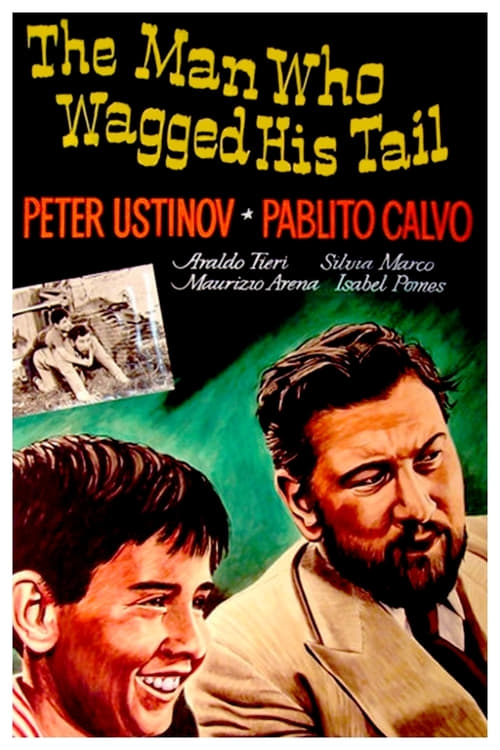 The Man Who
Wagged His Tail
PETER USTINOV * PABLITO CALVO
Araldo Tieri Silvia Marco
Maurizio Arena Isabel Pomes